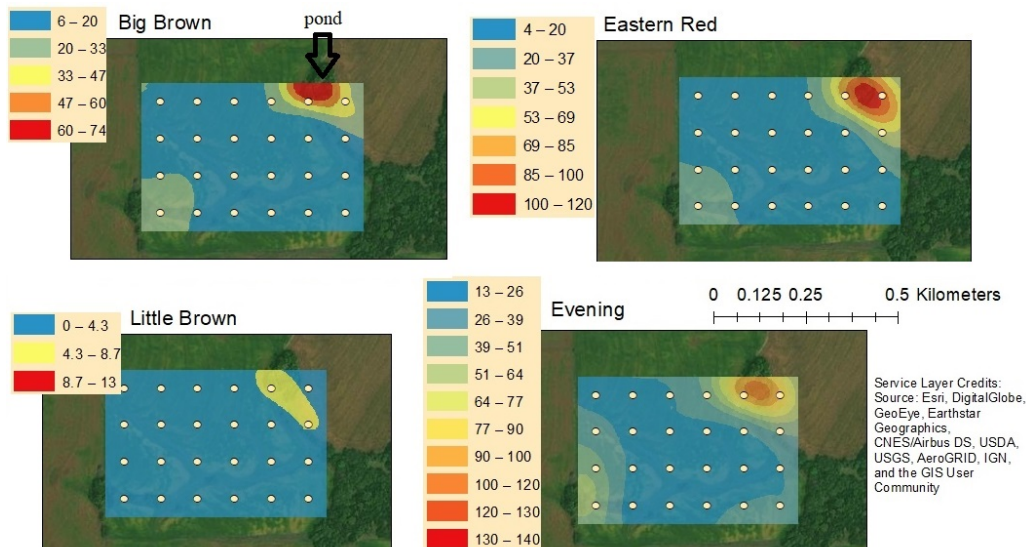 Big Brown
6 – 20
20 – 33
33 – 47
47 – 60
60 – 74
pond
Eastern Red
4 – 20
20 – 37
37 – 53
53 – 69
69 – 85
85 – 100
100 – 120
Little Brown
0 – 4.3
4.3 – 8.7
8.7 – 13
Evening
13 – 26
26 – 39
39 – 51
51 – 64
64 – 77
77 – 90
90 – 100
100 – 120
120 – 130
130 – 140
0 0.125 0.25 0.5 Kilometers
Service Layer Credits:
Source: Esri, DigitalGlobe,
GeoEye, Earthstar
Geographics,
CNES/Airbus DS, USDA,
USGS, AeroGRID, IGN,
and the GIS User
Community